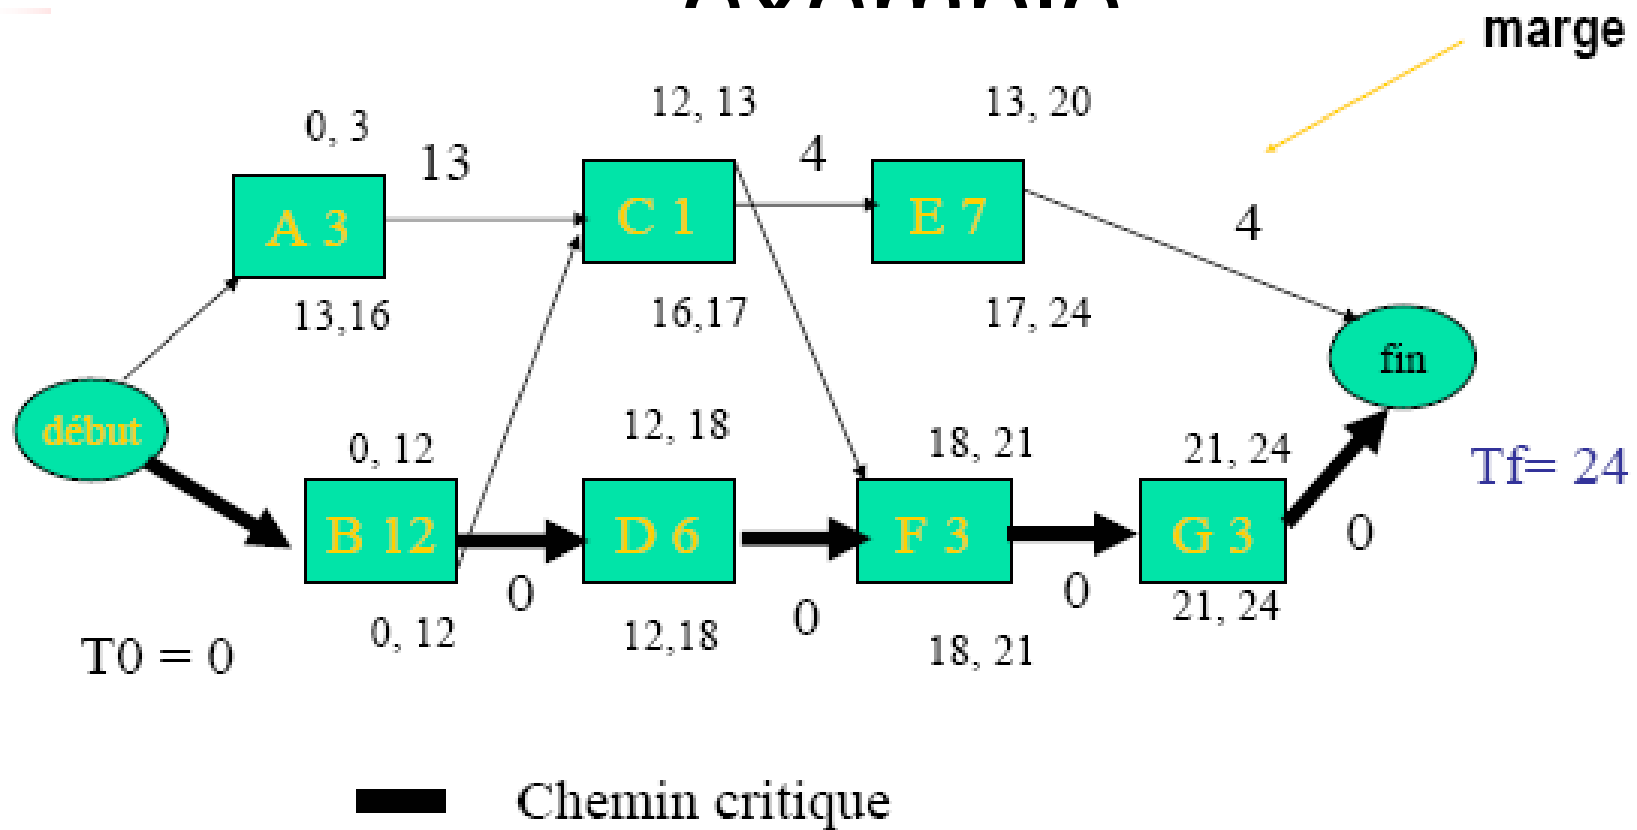 marge
12, 13
13, 20
0, 3
13
4
A 3
C 1
E 7
4
13,16
16,17
17, 24
fin
début
0, 12
12, 18
18, 21
21, 24
Tf= 24
B 12
D 6
F 3
G 3
0
0
0
0
T0 = 0
0, 12
12,18
18, 21
21, 24
Chemin critique